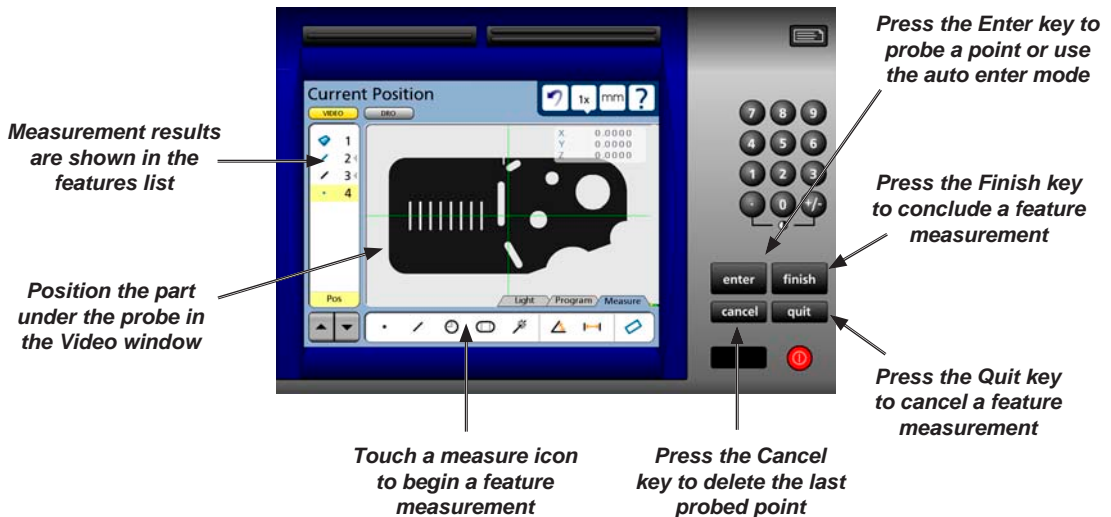 Press the Enter key to
probe a point or use
the auto enter mode
Measurement results
are shown in the
features list
Position the part
under the probe in
the Video window
Current Position
1x
mm
?
VIDEO
DRO
X 0.0000
Y 0.0000
Z 0.0000
1
2
3
4
Pos
Light
Program
Measure
7 8 9
4 5 6
1 2 3
. 0 +/-
enter
finish
cancel
quit
Press the Finish key
to conclude a feature
measurement
Press the Quit key
to cancel a feature
measurement
Touch a measure icon
to begin a feature
measurement
Press the Cancel
key to delete the last
probed point